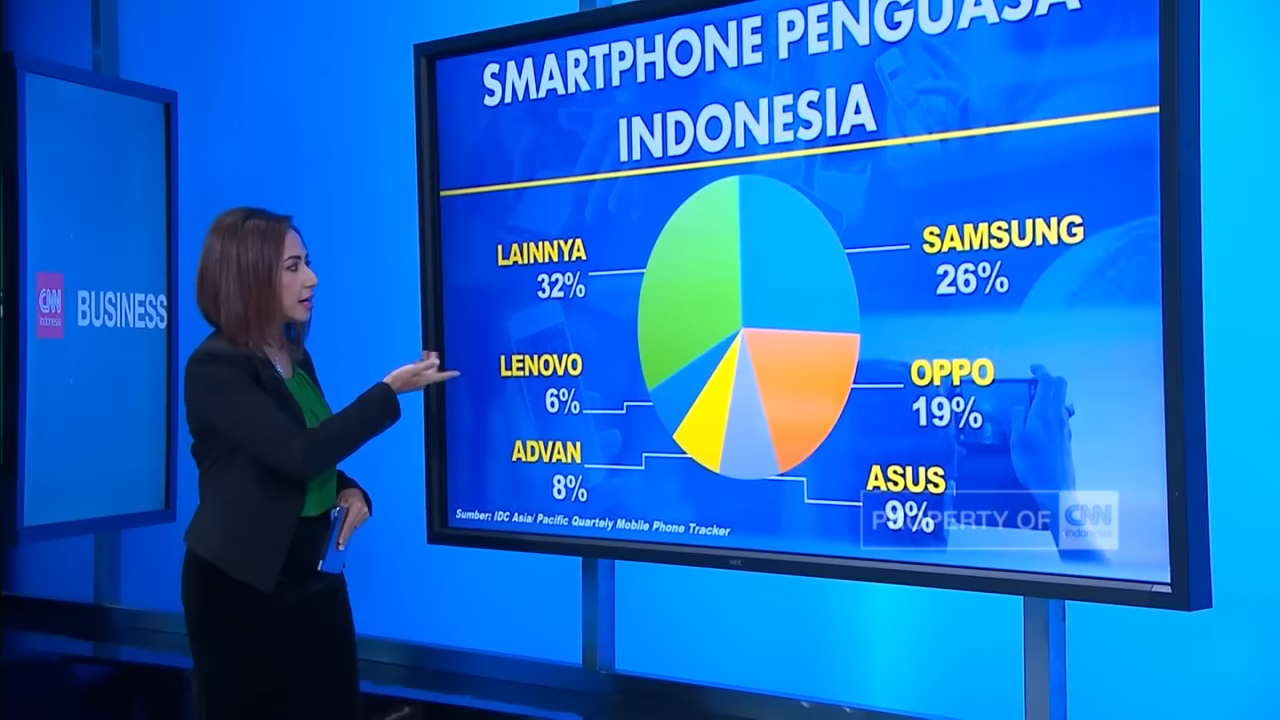 SMARTPHONE PENGUASA
INDONESIA
LAINNYA
32%
SAMSUNG
26%
LENOVO
6%
OPPO
19%
ADVAN
8%
ASUS
9%
Sumber: IDC Asia/ Pacific Quartely Mobile Phone Tracker
CNN
Indonesia
BUSINESS
PROPERTY OF
CNN
Indonesia
NEC